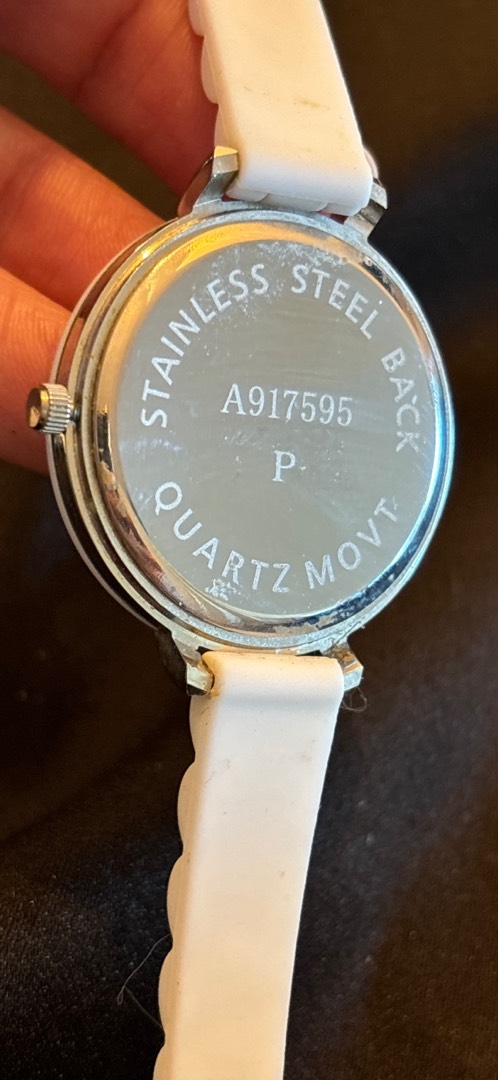 STAINLESS STEEL BACK
A917595
P
QUARTZ MOVT